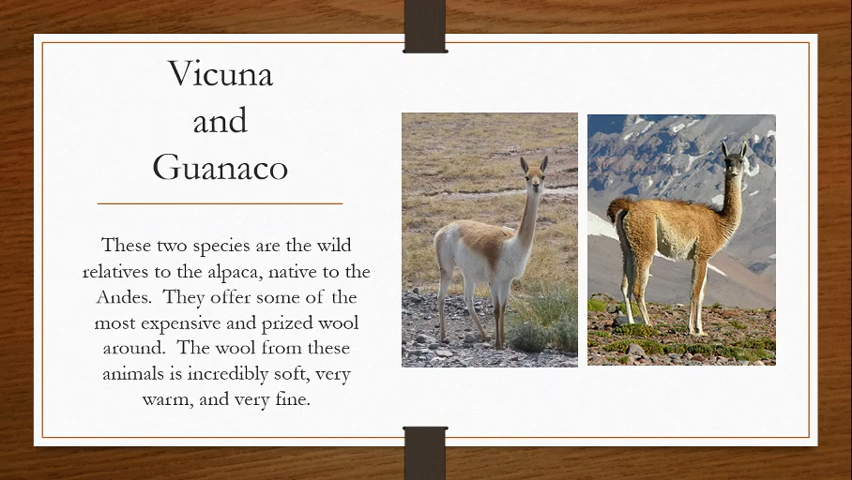 Vicuna
and
Guanaco
These two species are the wild
relatives to the alpaca, native to the
Andes.  They offer some of the
most expensive and prized wool
around.  The wool from these
animals is incredibly soft, very
warm, and very fine.